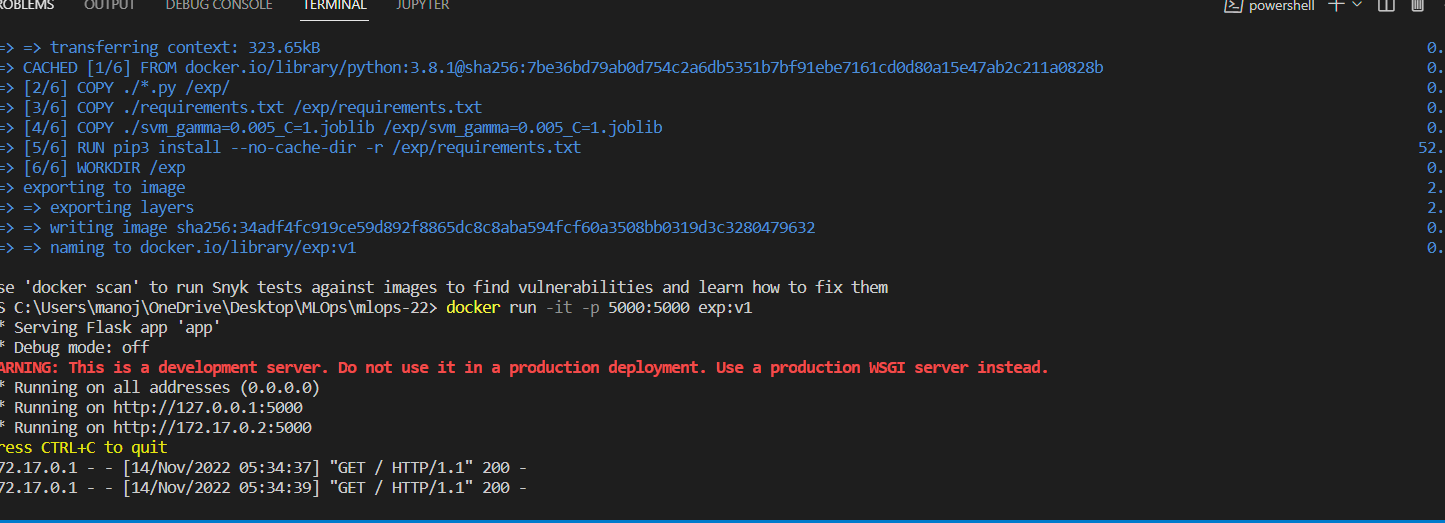 ROBLEMS OUTPUT DEBUG CONSOLE TERMINAL JUPYTER powershell
=> => transferring context: 323.65kB 0.
=> CACHED [1/6] FROM docker.io/library/python:3.8.1@sha256:7be36bd79ab0d754c2a6db5351b7bf91ebe7161cd0d80a15e47ab2c211a0828b 0.
=> [2/6] COPY ./*.py /exp/ 0.
=> [3/6] COPY ./requirements.txt /exp/requirements.txt 0.
=> [4/6] COPY ./svm_gamma=0.005_C=1.joblib /exp/svm_gamma=0.005_C=1.joblib 0.
=> [5/6] RUN pip3 install --no-cache-dir -r /exp/requirements.txt 52.
=> [6/6] WORKDIR /exp 0.
=> exporting to image 2.
=> => exporting layers 2.
=> => writing image sha256:34adf4fc919ce59d892f8865dc8c8aba594fcf60a3508bb0319d3c3280479632 0.
=> => naming to docker.io/library/exp:v1 0.
se 'docker scan' to run Snyk tests against images to find vulnerabilities and learn how to fix them
S C:\Users\manoj\OneDrive\Desktop\MLOps\mlops-22> docker run -it -p 5000:5000 exp:v1
* Serving Flask app 'app'
* Debug mode: off
ARNING: This is a development server. Do not use it in a production deployment. Use a production WSGI server instead.
* Running on all addresses (0.0.0.0)
* Running on http://127.0.0.1:5000
* Running on http://172.17.0.2:5000
ress CTRL+C to quit
72.17.0.1 - - [14/Nov/2022 05:34:37] "GET / HTTP/1.1" 200 -
72.17.0.1 - - [14/Nov/2022 05:34:39] "GET / HTTP/1.1" 200 -